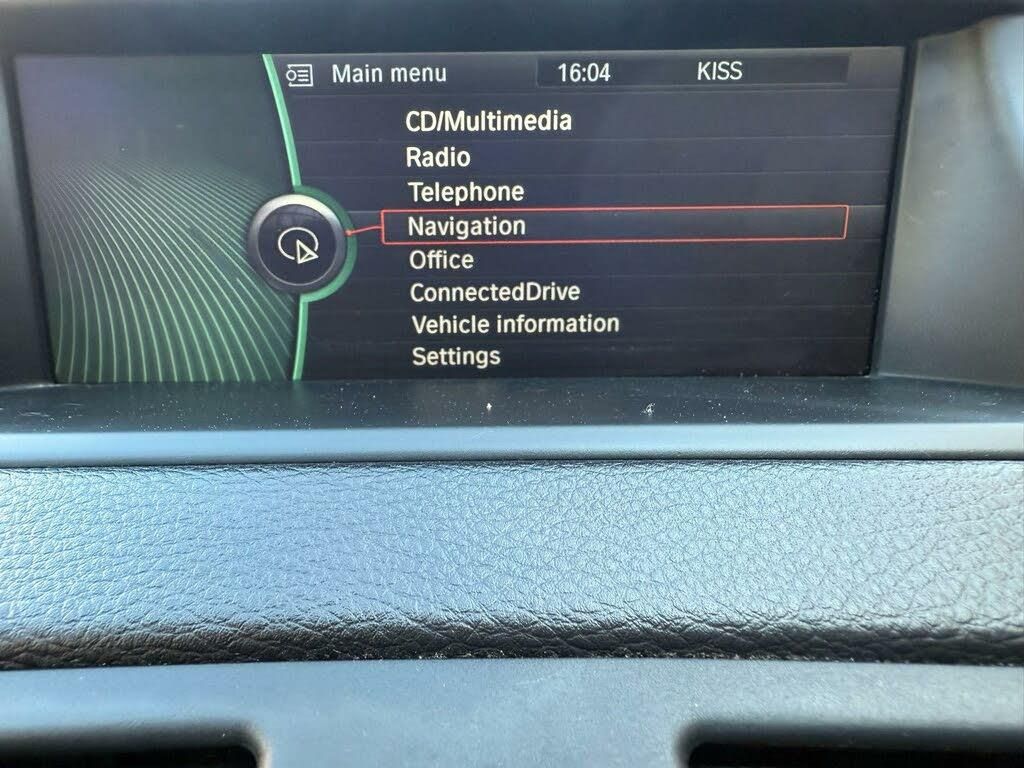 Main menu 16:04 KISS
CD/Multimedia
Radio
Telephone
Navigation
Office
ConnectedDrive
Vehicle information
Settings